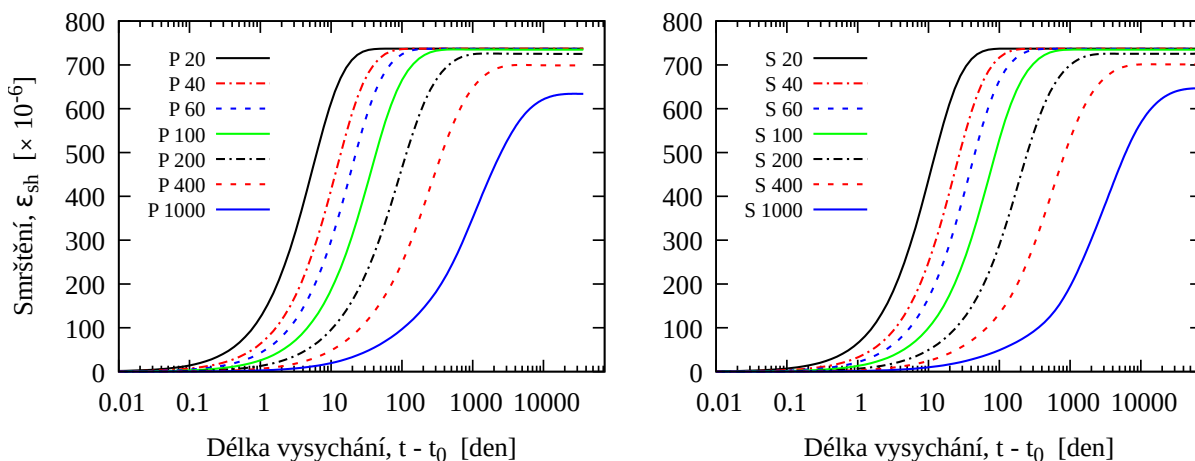 800
700
600
500
400
300
200
100
0
Smrštění, ε_sh [× 10^-6]
P 20
P 40
P 60
P 100
P 200
P 400
P 1000
0.01 0.1 1 10 100 1000 10000
Délka vysychání, t - t_0 [den]
800
700
600
500
400
300
200
100
0
S 20
S 40
S 60
S 100
S 200
S 400
S 1000
0.01 0.1 1 10 100 1000 10000
Délka vysychání, t - t_0 [den]